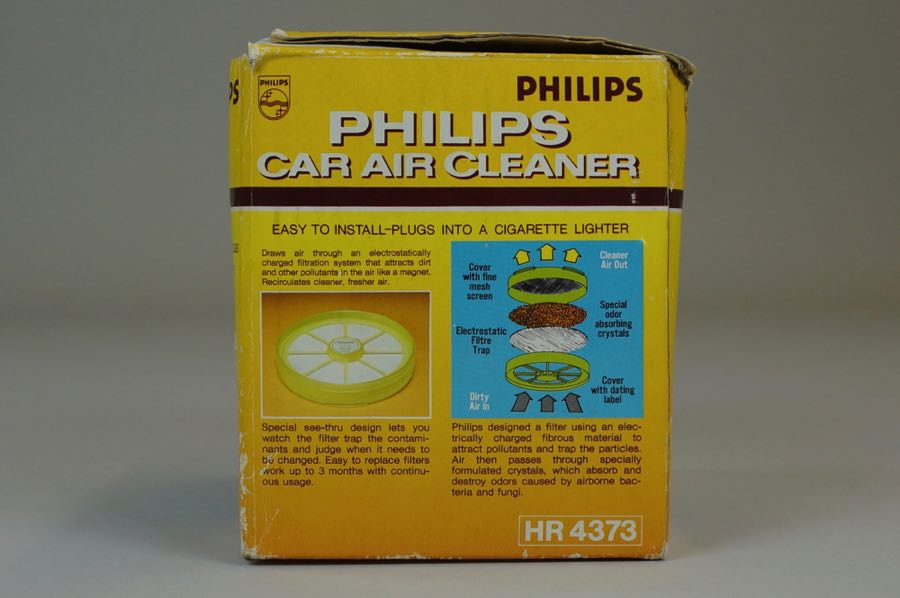 PS
PHILIPS
PHILIPS
PHILIPS
CAR AIR CLEANER
EASY TO INSTALL-PLUGS INTO A CIGARETTE LIGHTER
Draws air through an electrostatically
charged filtration system that attracts dirt
and other pollutants in the air like a magnet.
Recirculates cleaner, fresher air.
Special see-thru design lets you
watch the filter trap the contami-
nants and judge when it needs to
be changed. Easy to replace filters
work up to 3 months with continu-
ous usage.
Cover
with fine
mesh
screen
Cleaner
Air Out
Special
odor
absorbing
crystals
Electrostatic
Filtre
Trap
Cover
with dating
label
Dirty
Air in
Philips designed a filter using an elec-
trically charged fibrous material to
attract pollutants and trap the particles.
Air then passes through specially
formulated crystals, which absorb and
destroy odors caused by airborne bac-
teria and fungi.
HR 4373